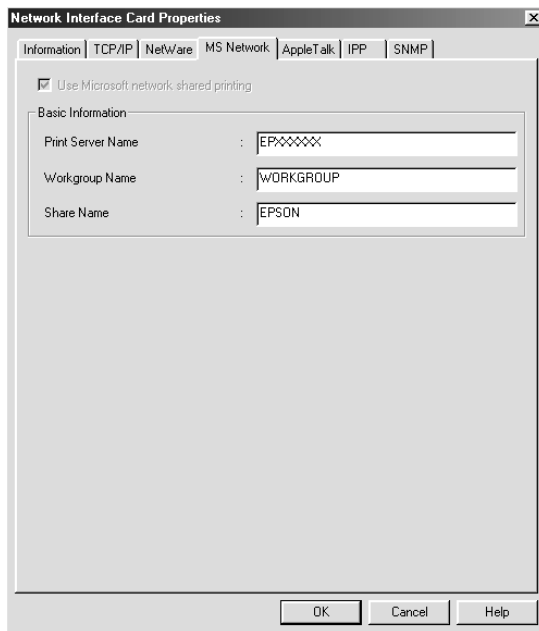 Network Interface Card Properties
Information TCP/IP NetWare MS Network AppleTalk IPP SNMP
Use Microsoft network shared printing
Basic Information
Print Server Name : EPXXXXXX
Workgroup Name : WORKGROUP
Share Name : EPSON
OK Cancel Help